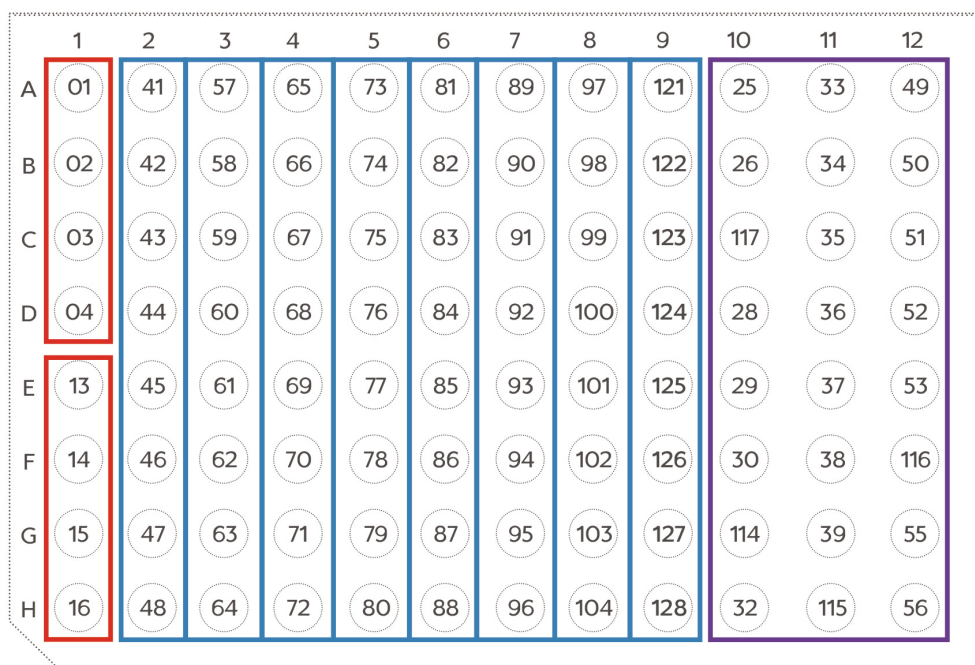 1 2 3 4 5 6 7 8 9 10 11 12
A 01 41 57 65 73 81 89 97 121 25 33 49
B 02 42 58 66 74 82 90 98 122 26 34 50
C 03 43 59 67 75 83 91 99 123 117 35 51
D 04 44 60 68 76 84 92 100 124 28 36 52
E 13 45 61 69 77 85 93 101 125 29 37 53
F 14 46 62 70 78 86 94 102 126 30 38 116
G 15 47 63 71 79 87 95 103 127 114 39 55
H 16 48 64 72 80 88 96 104 128 32 115 56